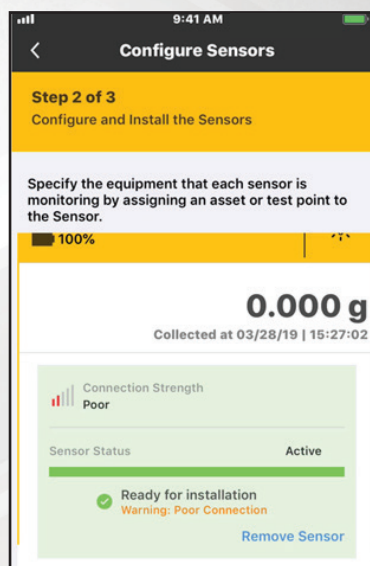 9:41 AM
Configure Sensors
Step 2 of 3
Configure and Install the Sensors
Specify the equipment that each sensor is
monitoring by assigning an asset or test point to
the Sensor.
100%
0.000 g
Collected at 03/28/19 | 15:27:02
Connection Strength
Poor
Sensor Status Active
Ready for installation
Warning: Poor Connection
Remove Sensor